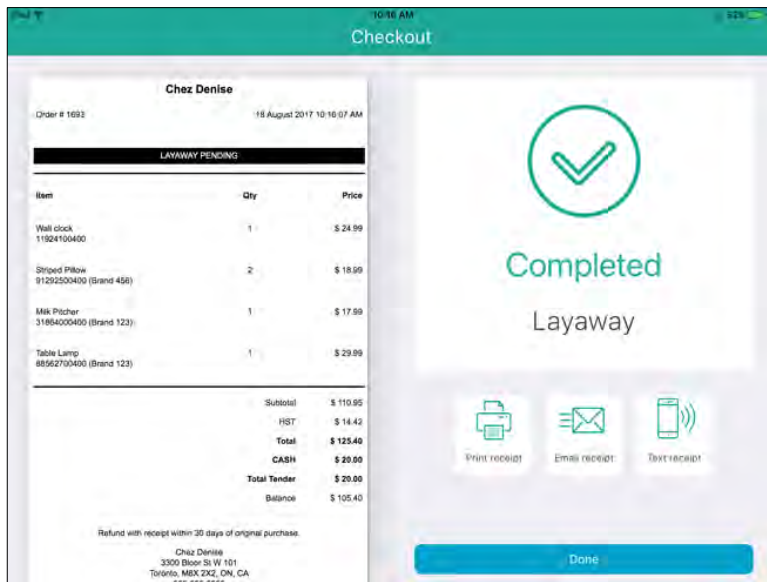 iPad
10:16 AM
92%
Checkout
Chez Denise
Order # 1693
18 August 2017 10:16:07 AM
LAYAWAY PENDING
Item Qty Price
Wall clock 1 $ 24.99
11924100400
Striped Pillow 2 $ 18.99
91292500400 (Brand 456)
Milk Pitcher 1 $ 17.99
31864000400 (Brand 123)
Table Lamp 1 $ 29.99
88562700400 (Brand 123)
Subtotal $ 110.95
HST $ 14.42
Total $ 125.40
CASH $ 20.00
Total Tender $ 20.00
Balance $ 105.40
Refund with receipt within 30 days of original purchase.
Chez Denise
3300 Bloor St W 101
Toronto, M8X 2X2, ON, CA
Completed
Layaway
Print receipt
Email receipt
Text receipt
Done